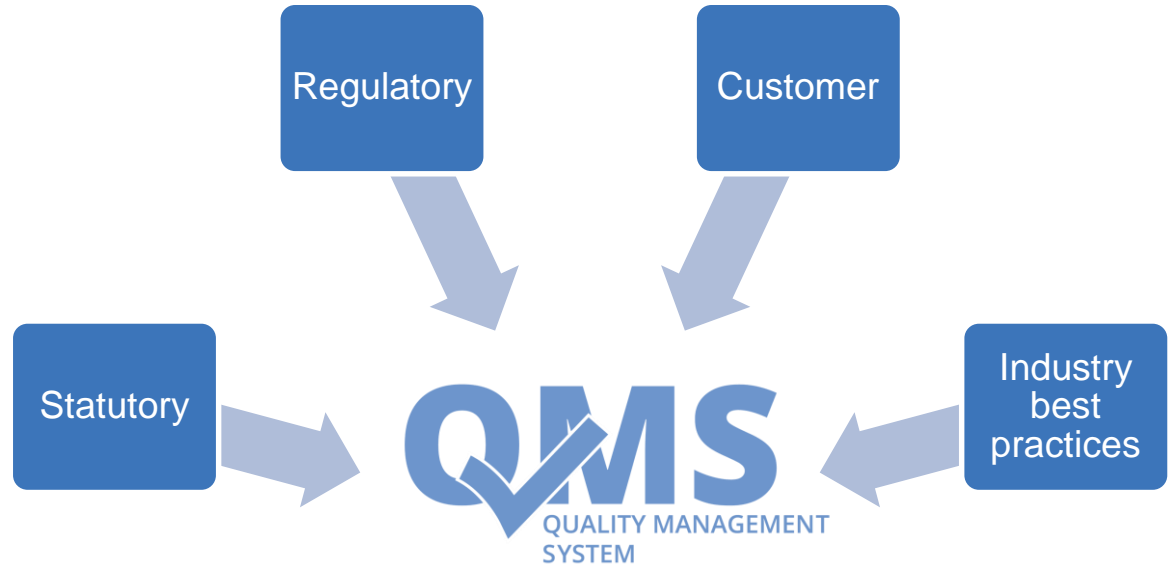 Regulatory
Customer
Statutory
Industry
best
practices
QMS
QUALITY MANAGEMENT
SYSTEM